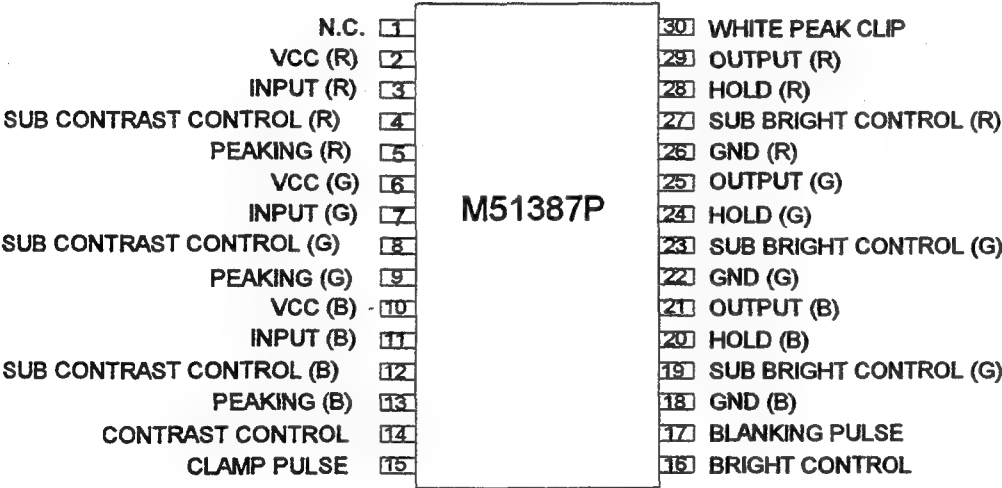 N.C. 1 30 WHITE PEAK CLIP
VCC (R) 2 29 OUTPUT (R)
INPUT (R) 3 28 HOLD (R)
SUB CONTRAST CONTROL (R) 4 27 SUB BRIGHT CONTROL (R)
PEAKING (R) 5 26 GND (R)
VCC (G) 6 25 OUTPUT (G)
INPUT (G) 7 M51387P 24 HOLD (G)
SUB CONTRAST CONTROL (G) 8 23 SUB BRIGHT CONTROL (G)
PEAKING (G) 9 22 GND (G)
VCC (B) 10 21 OUTPUT (B)
INPUT (B) 11 20 HOLD (B)
SUB CONTRAST CONTROL (B) 12 19 SUB BRIGHT CONTROL (G)
PEAKING (B) 13 18 GND (B)
CONTRAST CONTROL 14 17 BLANKING PULSE
CLAMP PULSE 15 16 BRIGHT CONTROL